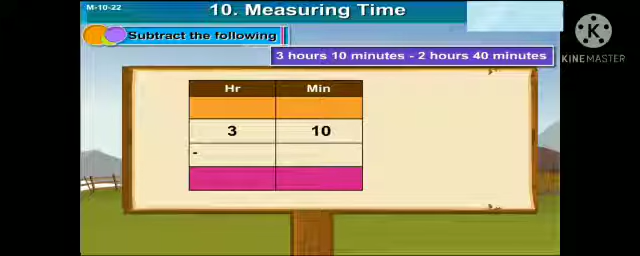 M-10-22
10. Measuring Time
Subtract the following
3 hours 10 minutes - 2 hours 40 minutes
K
KINEMASTER
Hr Min
3 10
-